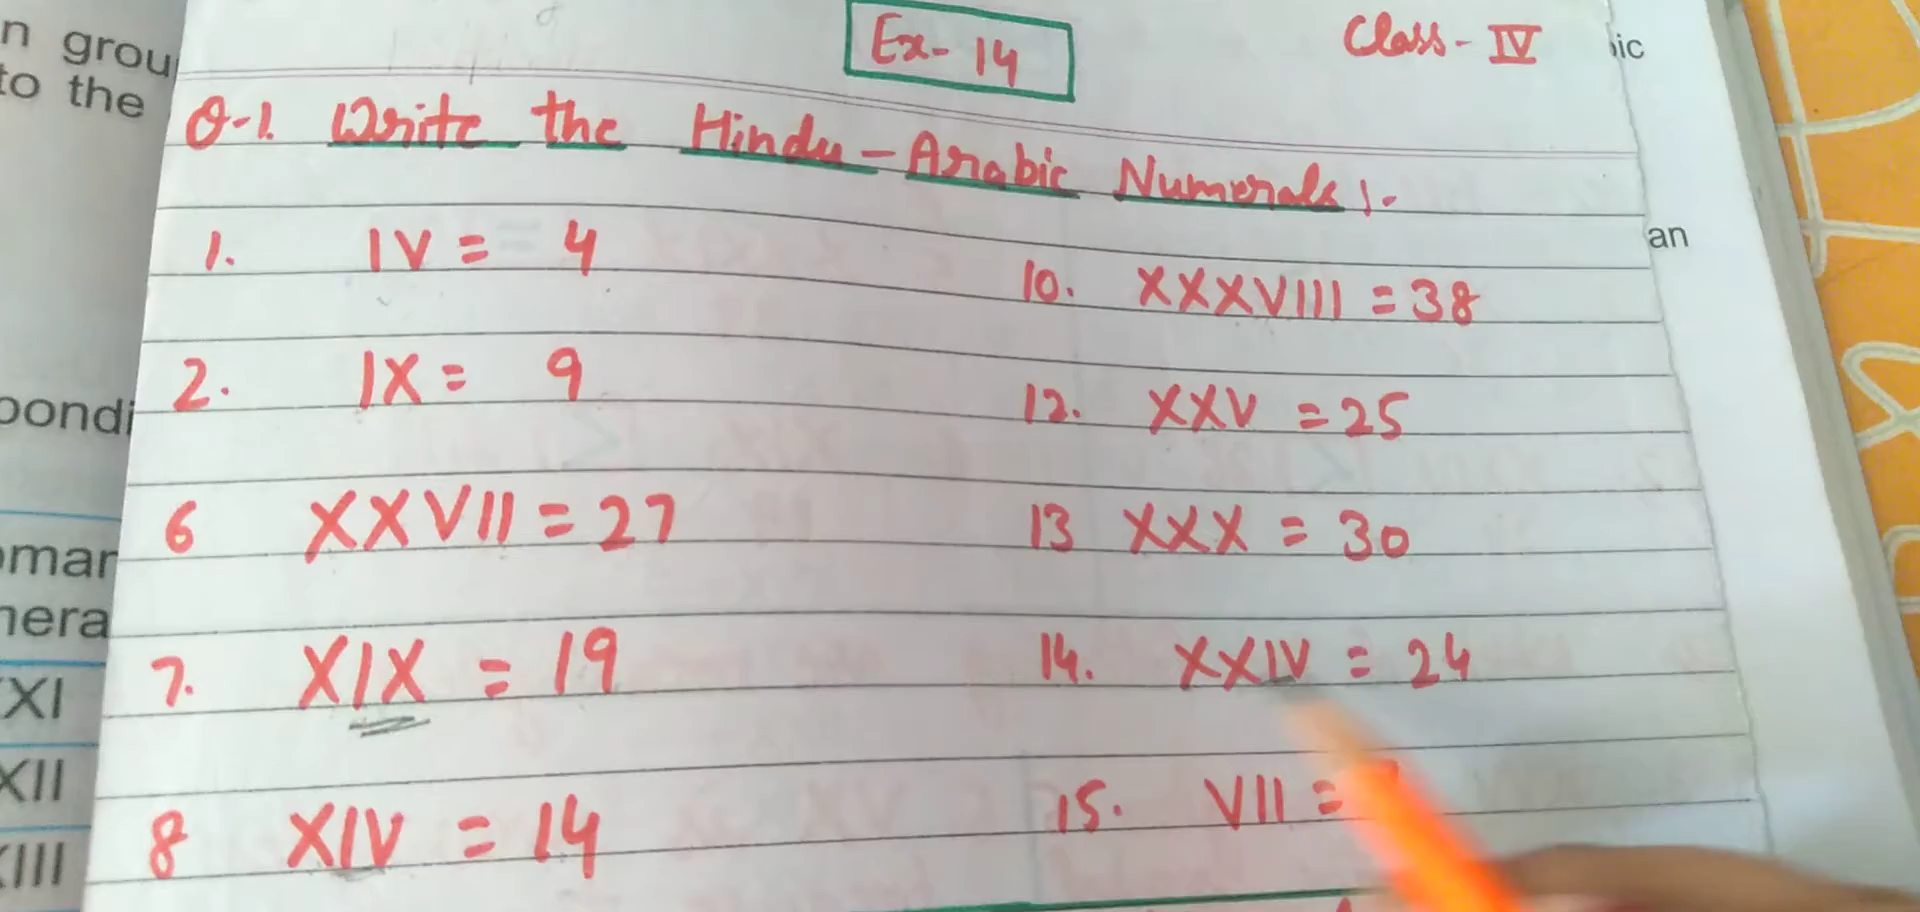 n grou
to the
pondi
mar
nera
XI
XII
XIII
Ex-14
Class-IV
Q-1. Write the Hindu-Arabic Numerals:-
1. IV = 4
2. IX = 9
6 XXVII = 27
7. XIX = 19
8 XIV = 14
10. XXXVIII = 38
12. XXV = 25
13 XXX = 30
14. XXIV = 24
15. VII =
ic
an